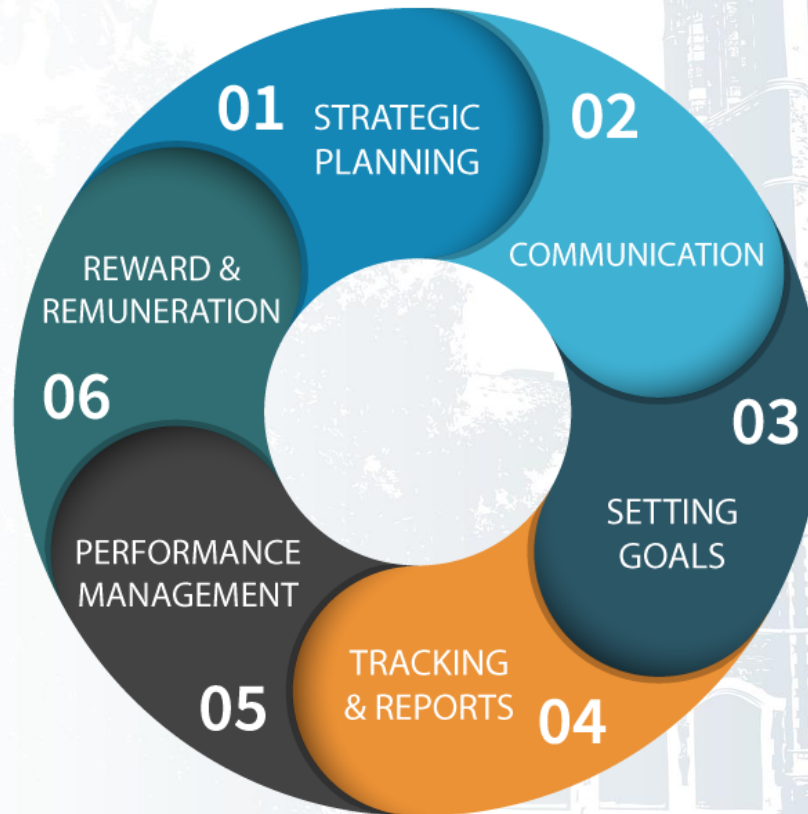 01
STRATEGIC
PLANNING
02
COMMUNICATION
03
SETTING
GOALS
04
TRACKING
& REPORTS
05
PERFORMANCE
MANAGEMENT
06
REWARD &
REMUNERATION